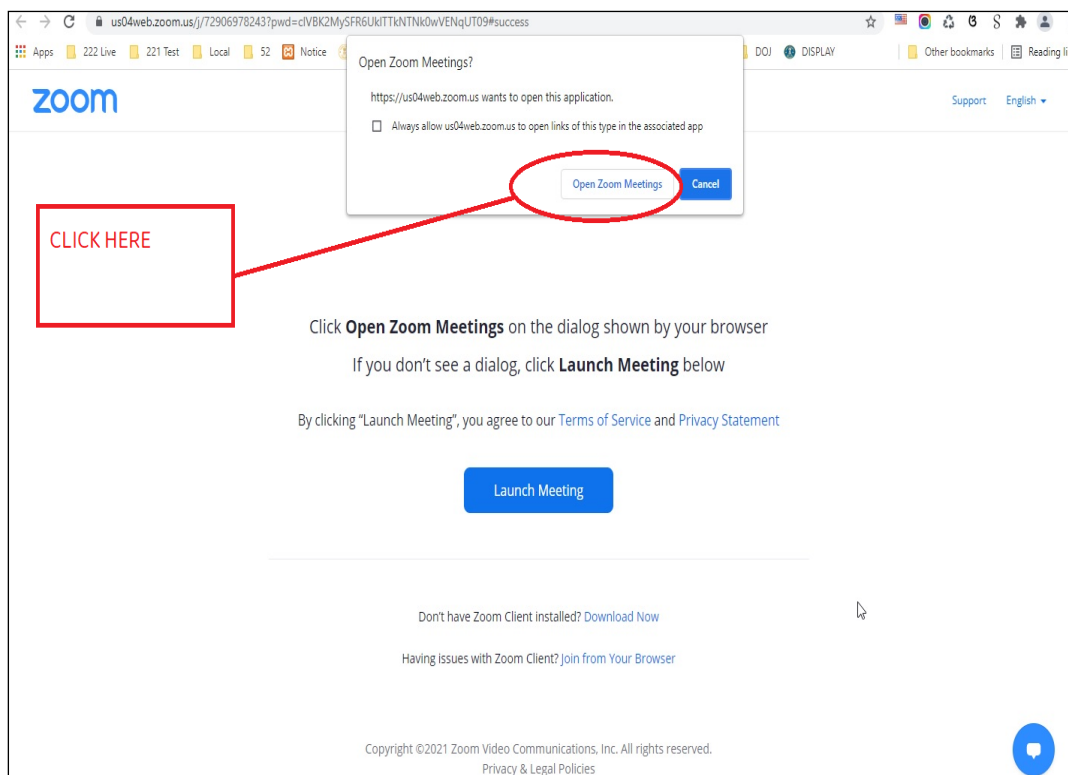 us04web.zoom.us/j/72906978243?pwd=clVBK2MySFR6UklTTkNTNk0wVENqUT09#success
Apps 222 Live 221 Test Local 52 Notice DOJ DISPLAY Other bookmarks Reading li
Open Zoom Meetings?
https://us04web.zoom.us wants to open this application.
Always allow us04web.zoom.us to open links of this type in the associated app
Open Zoom Meetings Cancel
zoom Support English
CLICK HERE
Click Open Zoom Meetings on the dialog shown by your browser
If you don't see a dialog, click Launch Meeting below
By clicking “Launch Meeting”, you agree to our Terms of Service and Privacy Statement
Launch Meeting
Don't have Zoom Client installed? Download Now
Having issues with Zoom Client? Join from Your Browser
Copyright ©2021 Zoom Video Communications, Inc. All rights reserved.
Privacy & Legal Policies